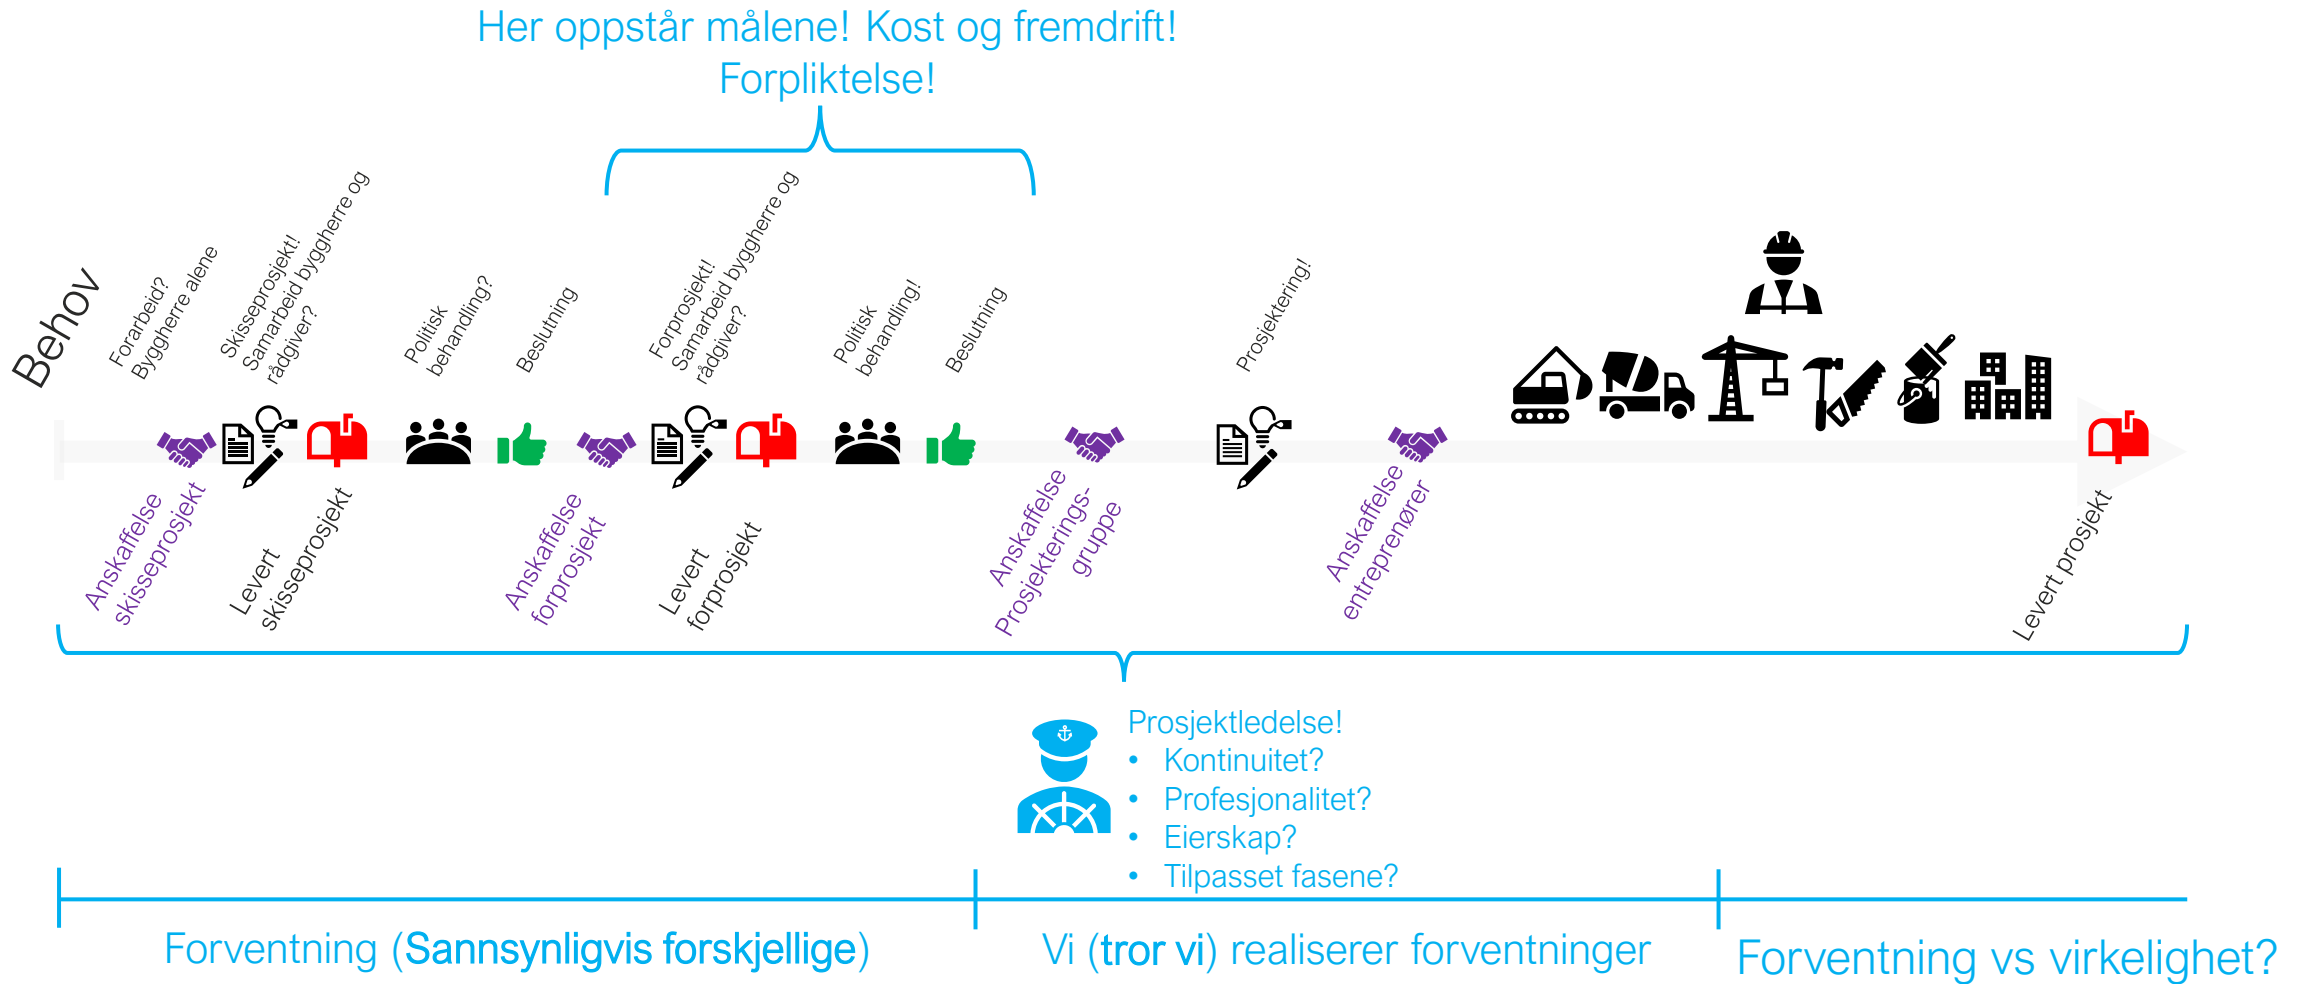 Her oppstår målene! Kost og fremdrift!
Forpliktelse!
Behov
Forarbeid?
Byggherre alene
Skisseprosjekt!
Samarbeid byggherre og
rådgiver?
Politisk
behandling?
Beslutning
Forprosjekt!
Samarbeid byggherre og
rådgiver?
Politisk
behandling!
Beslutning
Prosjektering!
Anskaffelse
skisseprosjekt
Levert
skisseprosjekt
Anskaffelse
forprosjekt
Levert
forprosjekt
Anskaffelse
Prosjekterings-
gruppe
Anskaffelse
entreprenører
Levert prosjekt
Prosjektledelse!
• Kontinuitet?
• Profesjonalitet?
• Eierskap?
• Tilpasset fasene?
Forventning (Sannsynligvis forskjellige)
Vi (tror vi) realiserer forventninger
Forventning vs virkelighet?